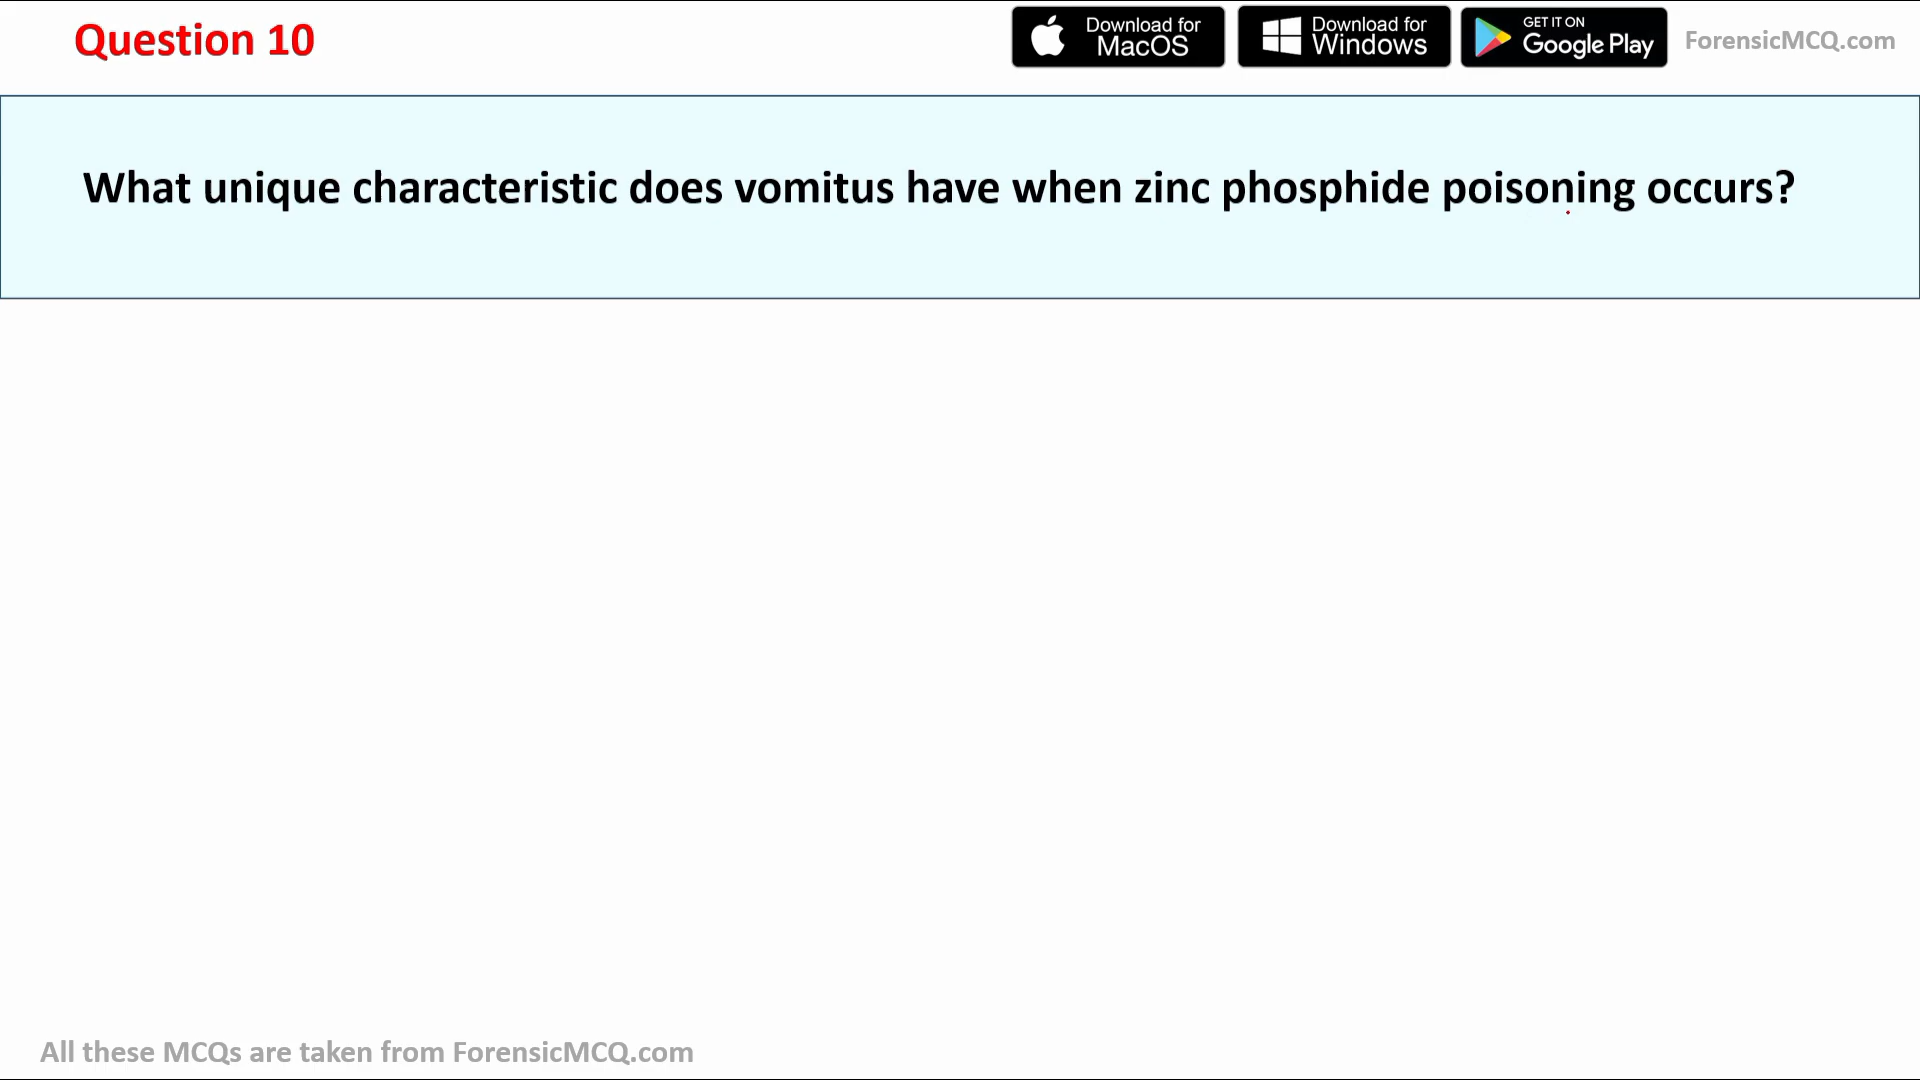 Question 10
Download for
MacOS
Download for
Windows
GET IT ON
Google Play
ForensicMCQ.com
What unique characteristic does vomitus have when zinc phosphide poisoning occurs?
All these MCQs are taken from ForensicMCQ.com